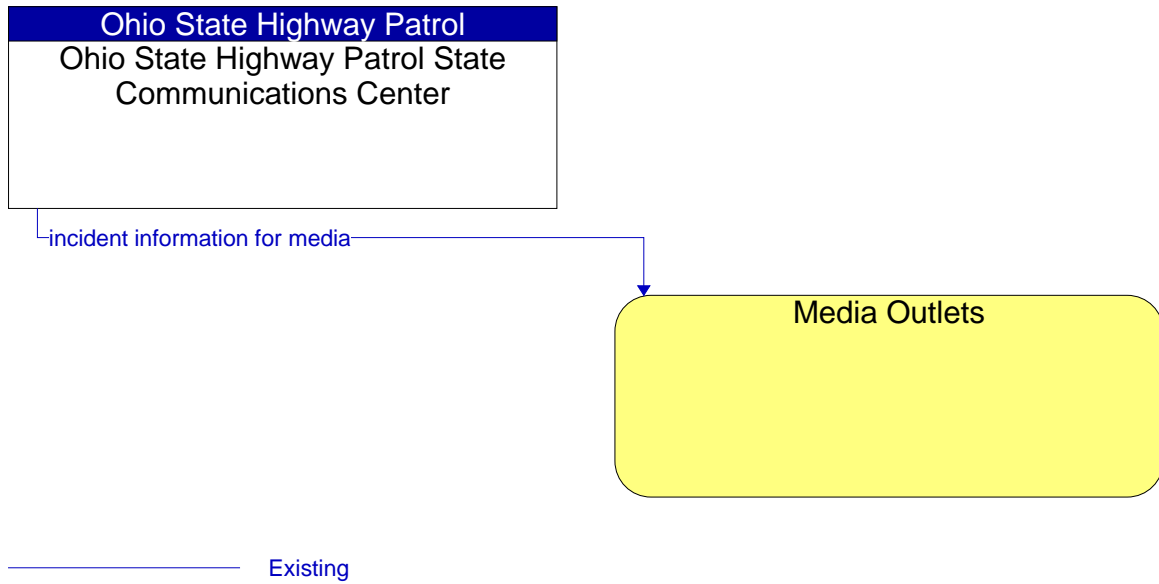 Ohio State Highway Patrol
Ohio State Highway Patrol State
Communications Center
incident information for media
Media Outlets
Existing